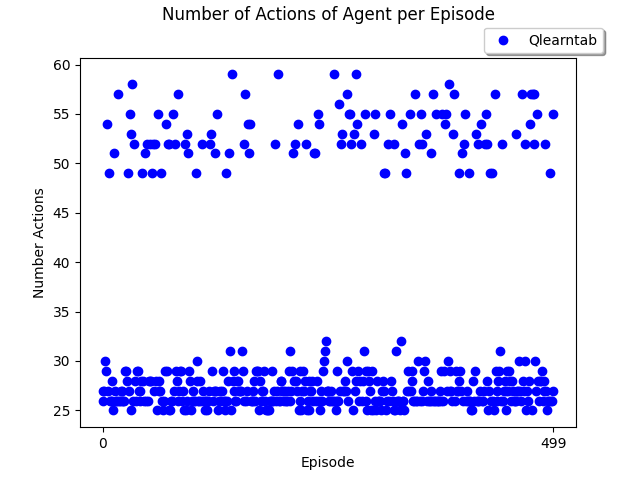 Number of Actions of Agent per Episode
Qlearntab
60
55
50
45
40
35
30
25
Number Actions
0
499
Episode